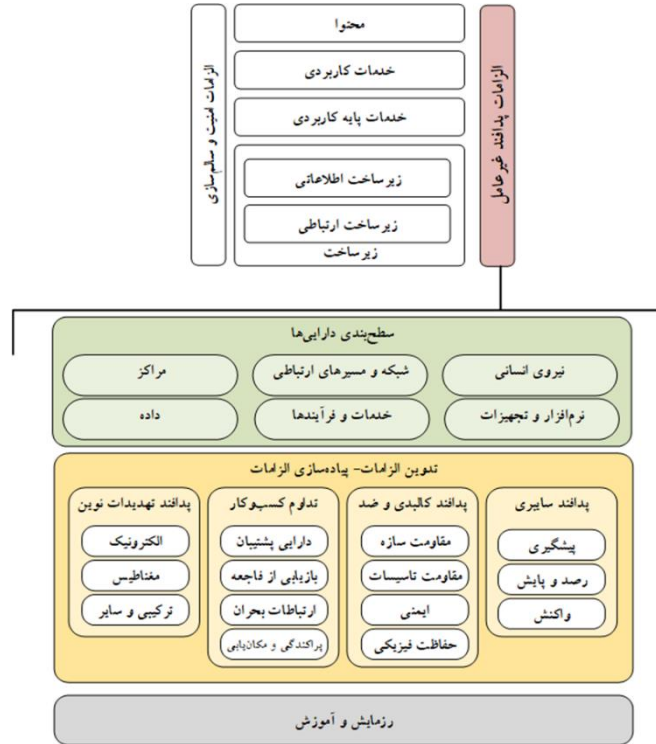 محتوا
خدمات کاربردی
خدمات پایه کاربردی
زیرساخت اطلاعاتی
زیرساخت ارتباطی
زیرساخت
الزامات پدافند غیرعامل
الزامات امنیت و سالم‌سازی
سطح‌بندی دارایی‌ها
نیروی انسانی
شبکه و مسیرهای ارتباطی
مراکز
نرم‌افزار و تجهیزات
خدمات و فرآیندها
داده
تدوین الزامات- پیاده‌سازی الزامات
پدافند سایبری
پیشگیری
رصد و پایش
واکنش
پدافند کالبدی و ضد
مقاومت سازه
مقاومت تاسیسات
ایمنی
حفاظت فیزیکی
تداوم کسب‌وکار
دارایی پشتیبان
بازیابی از فاجعه
ارتباطات بحران
پراکندگی و مکان‌یابی
پدافند تهدیدات نوین
الکترونیک
مغناطیس
ترکیبی و سایر
رزمایش و آموزش